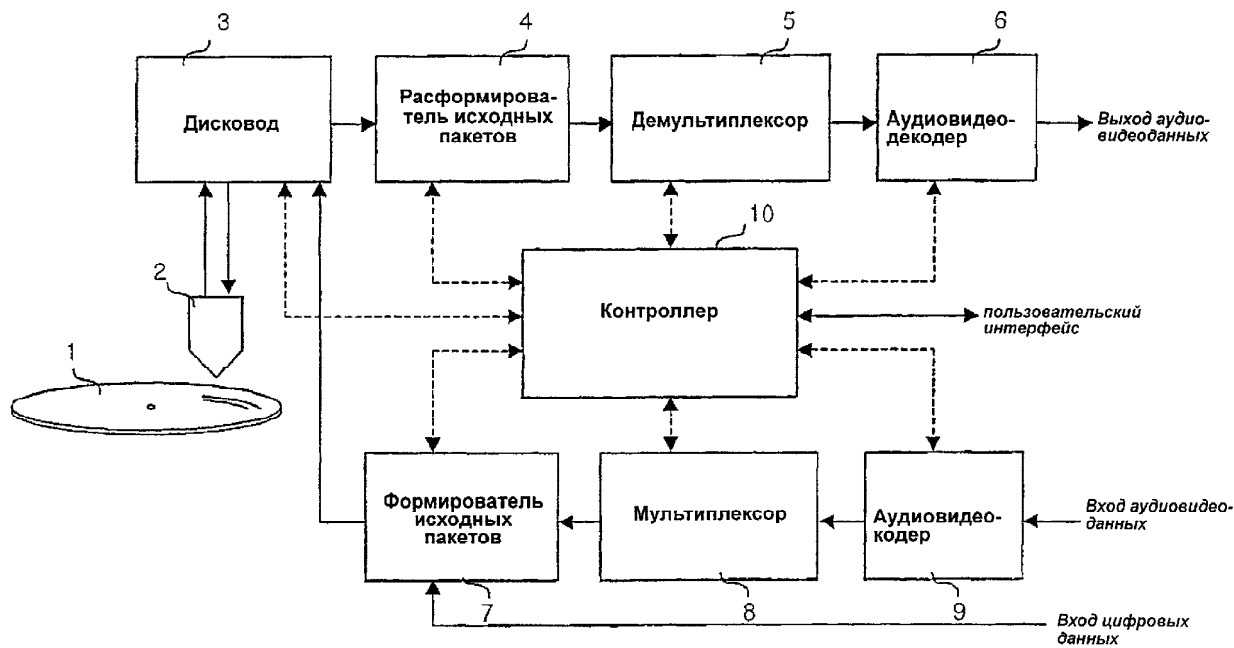 3
4
5
6
Дисковод
Расформирова-
тель исходных
пакетов
Демультиплексор
Аудиовидео-
декодер
Выход аудио-
видеоданных
10
2
Контроллер
пользовательский
интерфейс
1
Формирователь
исходных
пакетов
Мультиплексор
Аудиовидео-
кодер
Вход аудиовидео-
данных
7
8
9
Вход цифровых
данных